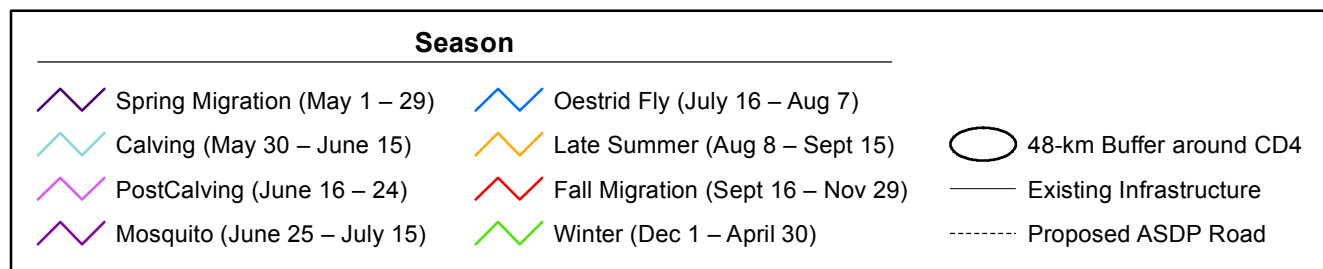 Season
Spring Migration (May 1 – 29)
Calving (May 30 – June 15)
PostCalving (June 16 – 24)
Mosquito (June 25 – July 15)
Oestrid Fly (July 16 – Aug 7)
Late Summer (Aug 8 – Sept 15)
Fall Migration (Sept 16 – Nov 29)
Winter (Dec 1 – April 30)
48-km Buffer around CD4
Existing Infrastructure
Proposed ASDP Road